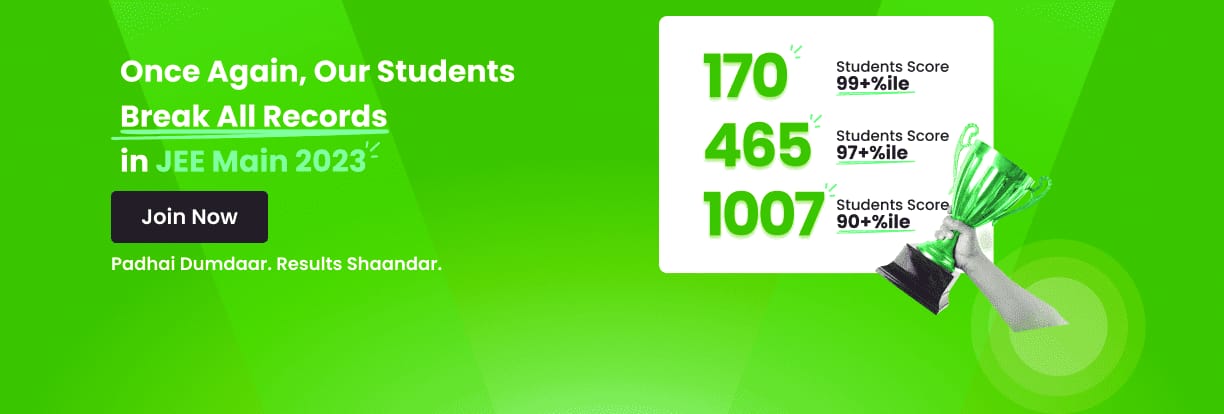 Once Again, Our Students
Break All Records
in JEE Main 2023
Join Now
Padhai Dumdaar. Results Shaandar.
170
Students Score
99+%ile
465
Students Score
97+%ile
1007
Students Score
90+%ile